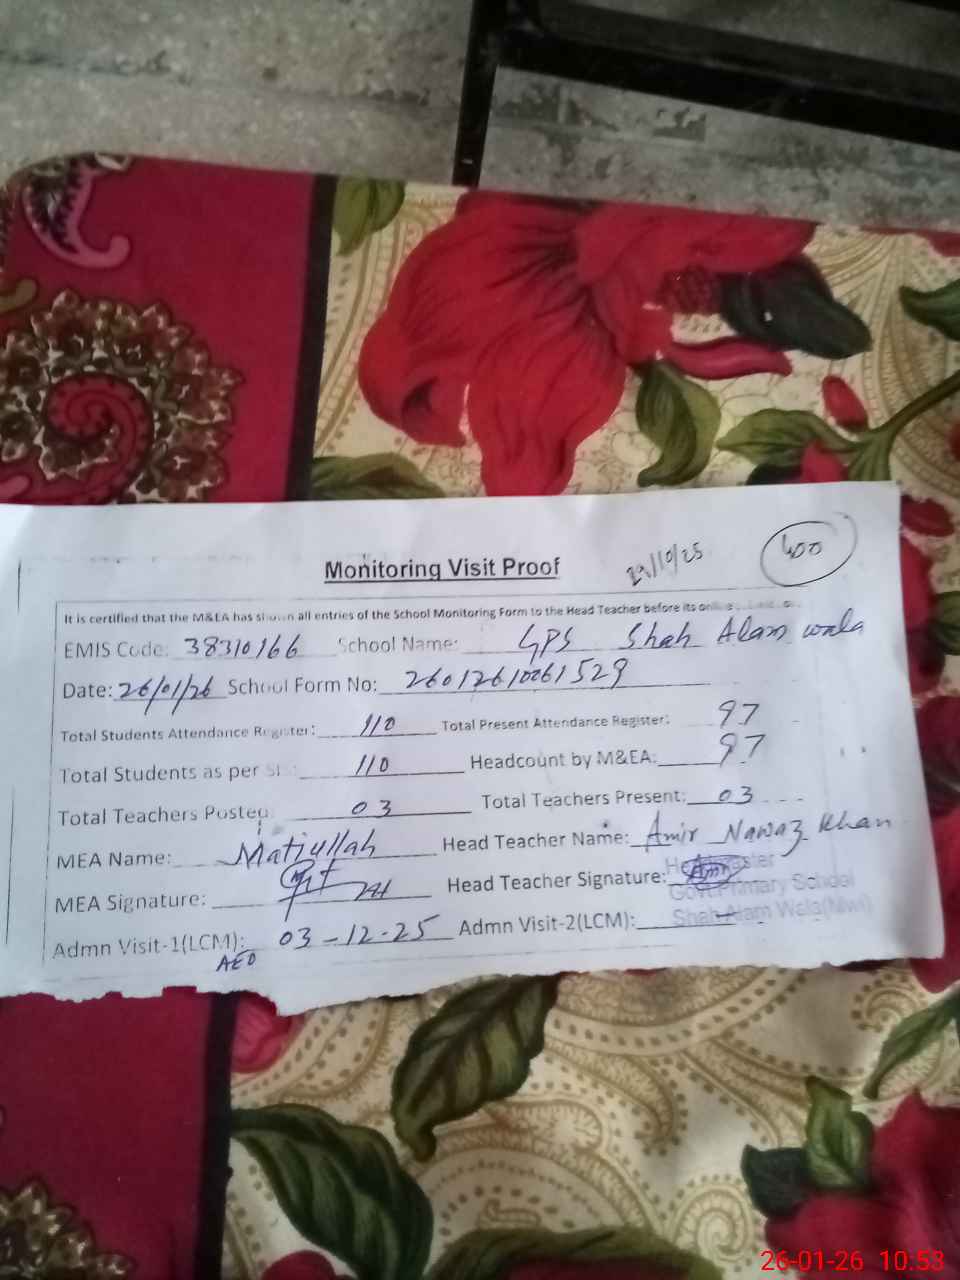 Monitoring Visit Proof 29/10/25 400
It is certified that the M&EA has shown all entries of the School Monitoring Form to the Head Teacher before its
EMIS Code: 38310166 School Name: GPS Shah Alam wala
Date: 26/01/26 School Form No: 26012610061529
Total Students Attendance Register: 110 Total Present Attendance Register: 97
Total Students as per 110 Headcount by M&EA: 97
Total Teachers Posted: 03 Total Teachers Present: 03
MEA Name: Matiullah Head Teacher Name: Amir Nawaz Khan
MEA Signature: Head Teacher Signature: Headmaster
Govt. Primary School
Shah Alam Wala(Mwi)
Admn Visit-1(LCM): 03-12-25 Admn Visit-2(LCM):
AEO
26-01-26 10:53